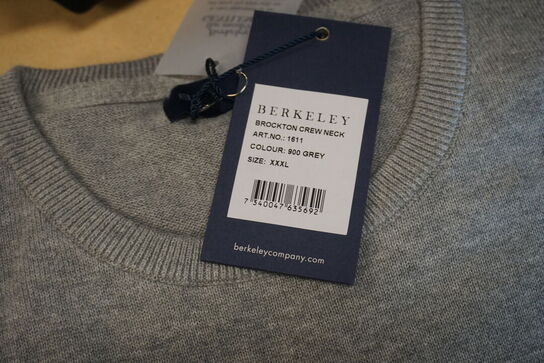 BERKELEY
BROCKTON CREW NECK
ART.NO.: 1611
COLOUR: 900 GREY
SIZE: XXXL
7 340047 635692
berkeleycompany.com